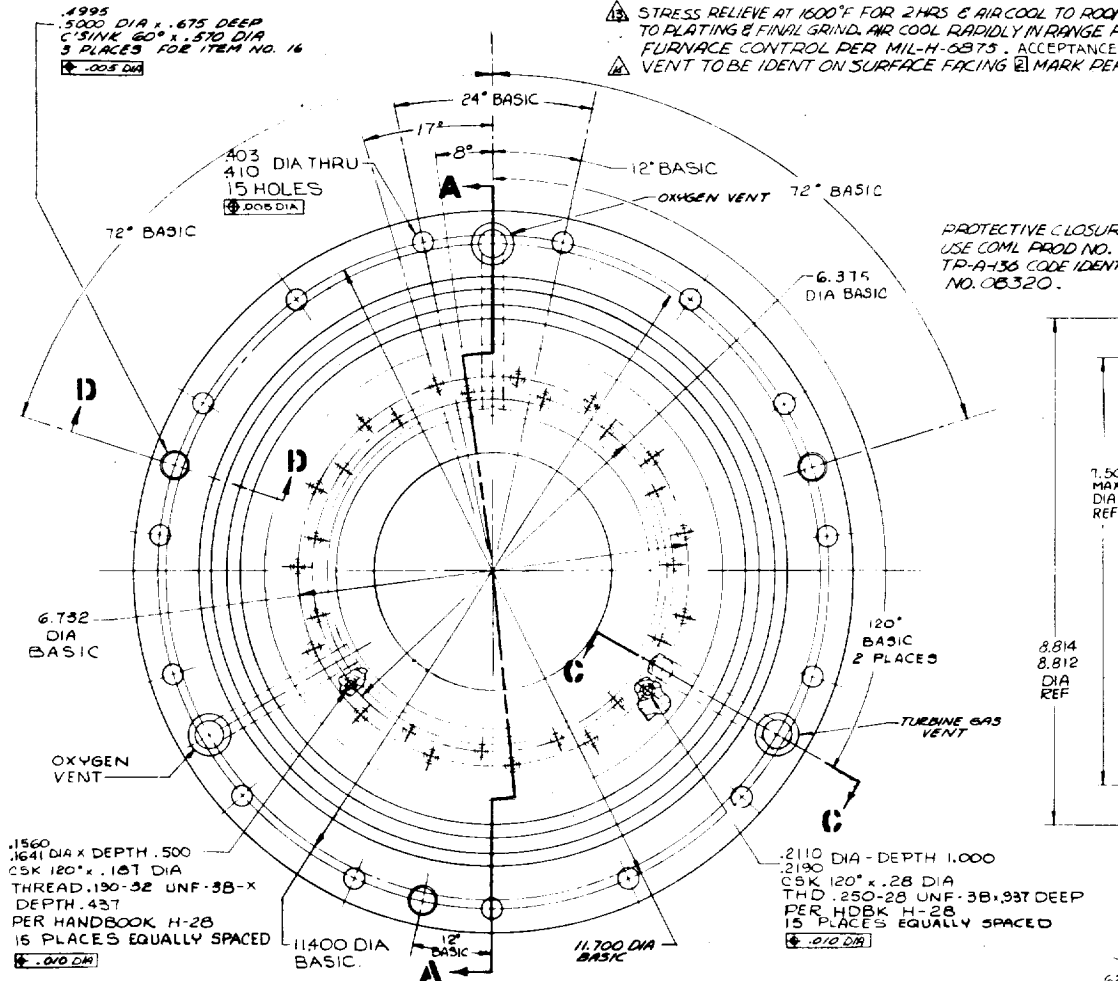 .4995
.5000 DIA x .675 DEEP
C'SINK 60° x .570 DIA
3 PLACES FOR ITEM NO. 16
⌖ .005 DIA
13 STRESS RELIEVE AT 1600°F FOR 2 HRS & AIR COOL TO ROOM
TO PLATING & FINAL GRIND. AIR COOL RAPIDLY IN RANGE
FURNACE CONTROL PER MIL-H-6875. ACCEPTANCE
VENT TO BE IDENT ON SURFACE FACING 2 MARK PER
24° BASIC
17°
8°
.403
.410 DIA THRU
15 HOLES
⌖ .005 DIA
12° BASIC
A
OXYGEN VENT
72° BASIC
72° BASIC
PROTECTIVE CLOSUR
USE COML PROD NO.
TP-A-136 CODE IDENT
NO. 08320.
6.375
DIA BASIC
D
D
7.50
MAX
DIA
REF
6.732
DIA
BASIC
120°
BASIC
2 PLACES
8.814
8.812
DIA
REF
C
TURBINE GAS
VENT
OXYGEN
VENT
C
.1560
.1641 DIA x DEPTH .500
CSK 120° x .187 DIA
THREAD .190-32 UNF-3B-X
DEPTH .437
PER HANDBOOK H-28
15 PLACES EQUALLY SPACED
⌖ .010 DIA
11.400 DIA
BASIC.
12°
BASIC
A
11.700 DIA
BASIC
.2110 DIA - DEPTH 1.000
.2190
CSK 120° x .28 DIA
THD .250-28 UNF-3B x .937 DEEP
PER HDBK H-28
15 PLACES EQUALLY SPACED
⌖ .010 DIA